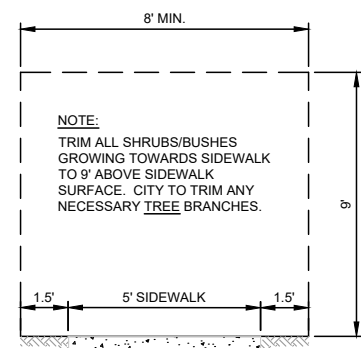 8' MIN.
NOTE:
TRIM ALL SHRUBS/BUSHES
GROWING TOWARDS SIDEWALK
TO 9' ABOVE SIDEWALK
SURFACE. CITY TO TRIM ANY
NECESSARY TREE BRANCHES.
9'
1.5' 5' SIDEWALK 1.5'